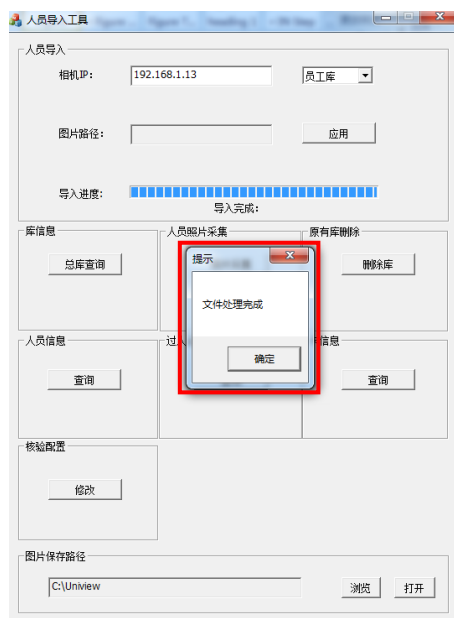 人员导入工具
人员导入
相机IP: 192.168.1.13 员工库
图片路径: 应用
导入进度:
导入完成:
库信息 人员照片采集 原有库删除
提示
总库查询 删除库
文件处理完成
人员信息 过人 信息
确定
查询 查询
核验配置
修改
图片保存路径
C:\Uniview 浏览 打开